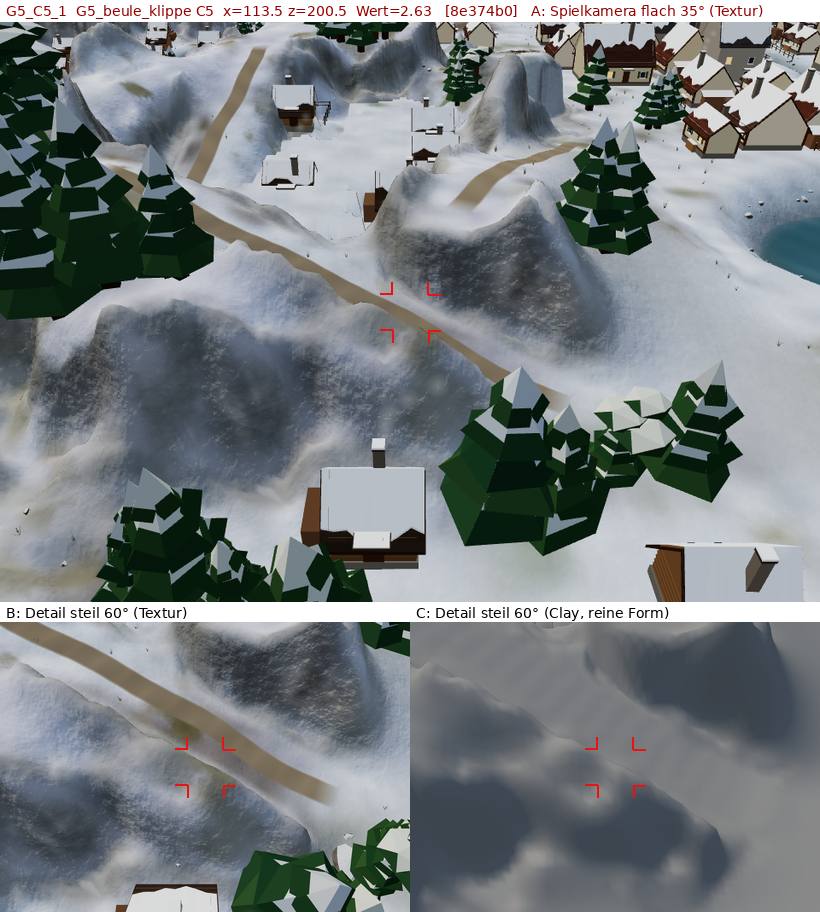 G5_C5_1  G5_beule_klippe C5  x=113.5 z=200.5  Wert=2.63   [8e374b0]   A: Spielkamera flach 35° (Textur)
B: Detail steil 60° (Textur)
C: Detail steil 60° (Clay, reine Form)